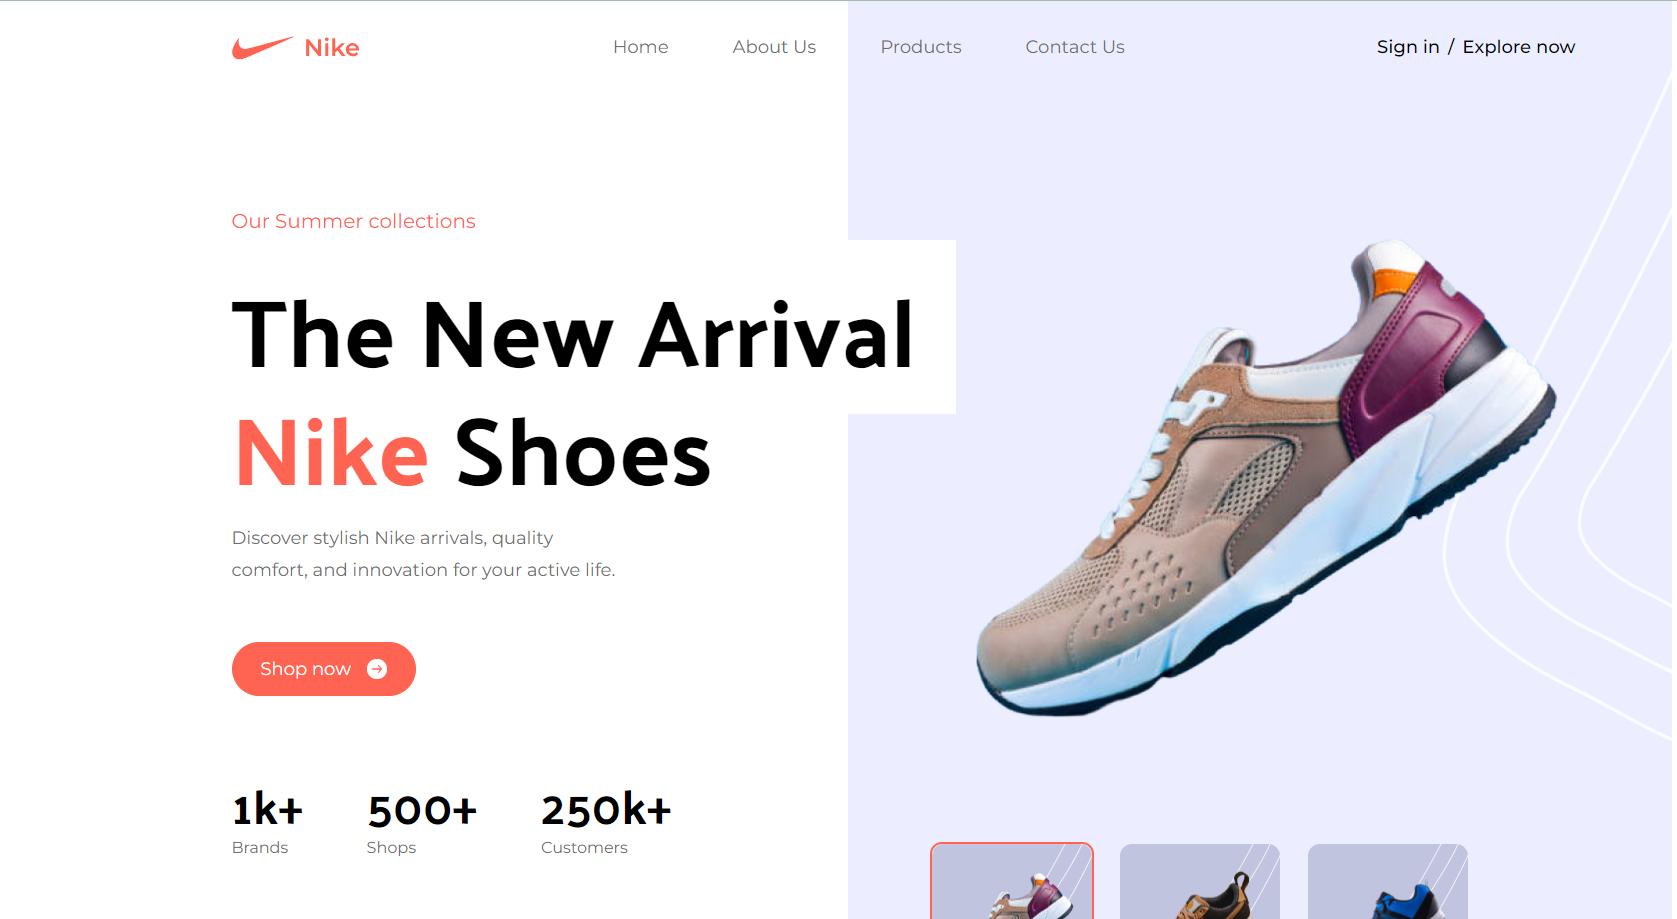 Nike
Home
About Us
Products
Contact Us
Sign in / Explore now
Our Summer collections
The New Arrival
Nike Shoes
Discover stylish Nike arrivals, quality
comfort, and innovation for your active life.
Shop now
1k+
Brands
500+
Shops
250k+
Customers